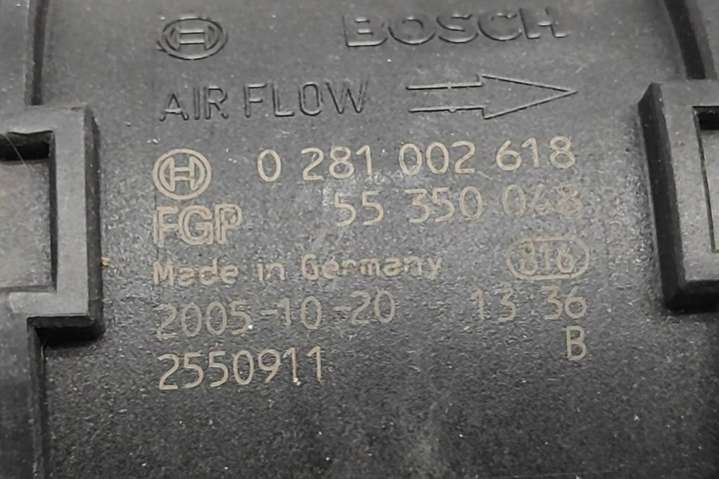 BOSCH
AIR FLOW
0 281 002 618
FGP 55 350 048
Made in Germany 816
2005-10-20 13 36
2550911 B